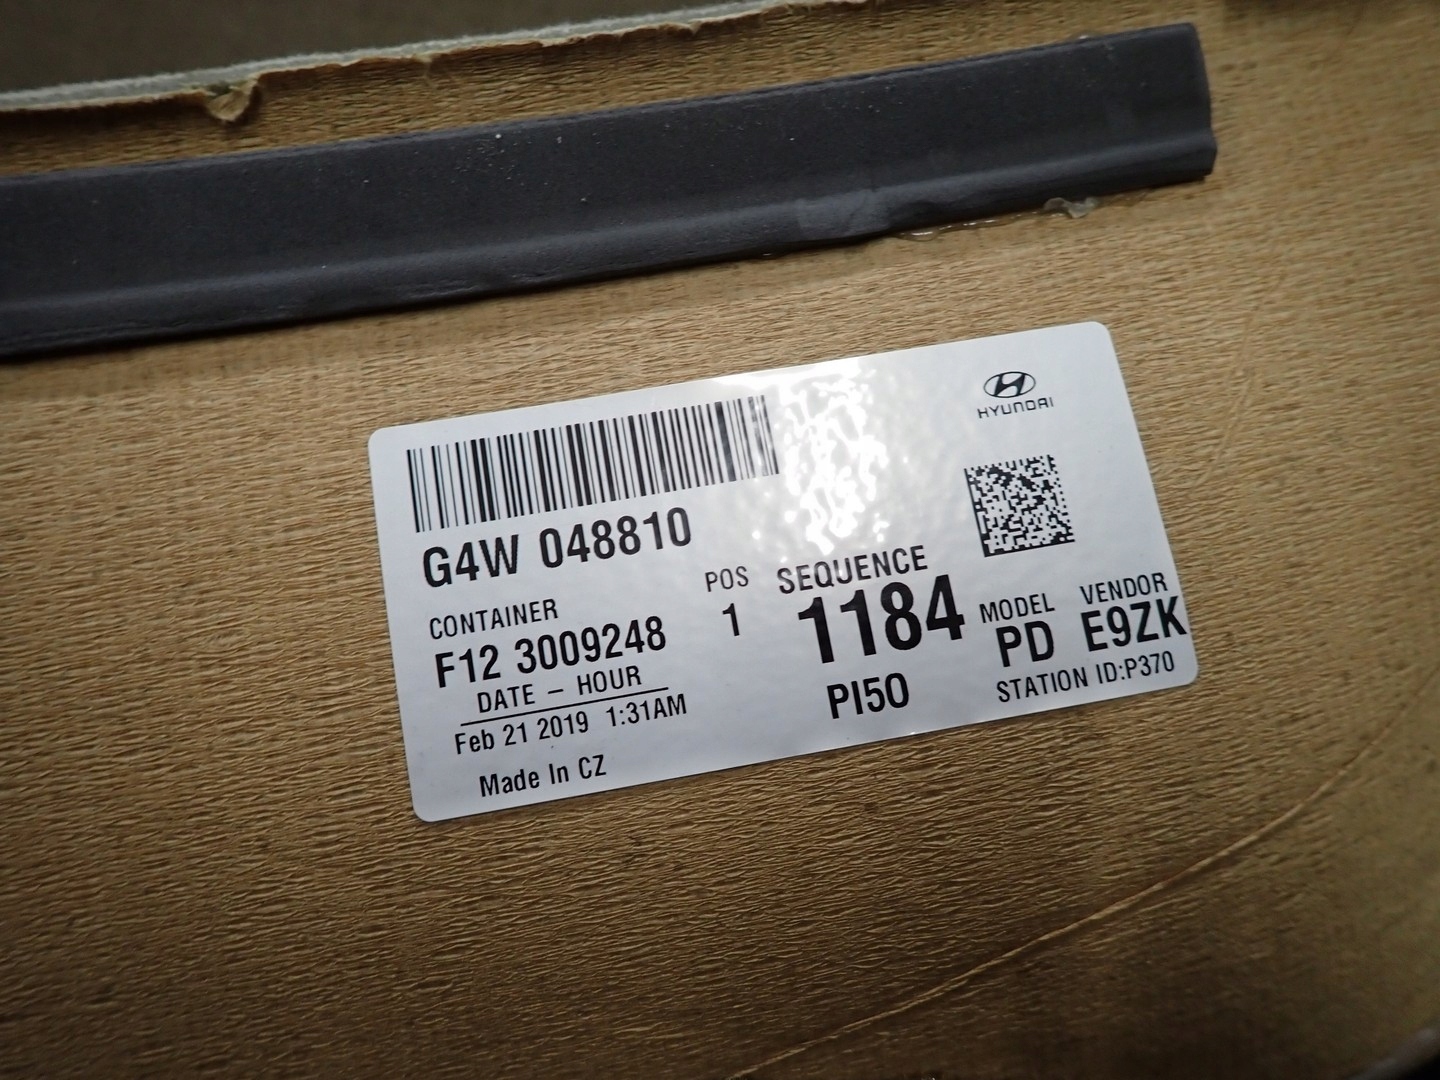 HYUNDAI
G4W 048810
CONTAINER
F12 3009248
POS
1
SEQUENCE
1184
MODEL
PD
VENDOR
E9ZK
DATE - HOUR
Feb 21 2019 1:31AM
PI50
STATION ID:P370
Made In CZ